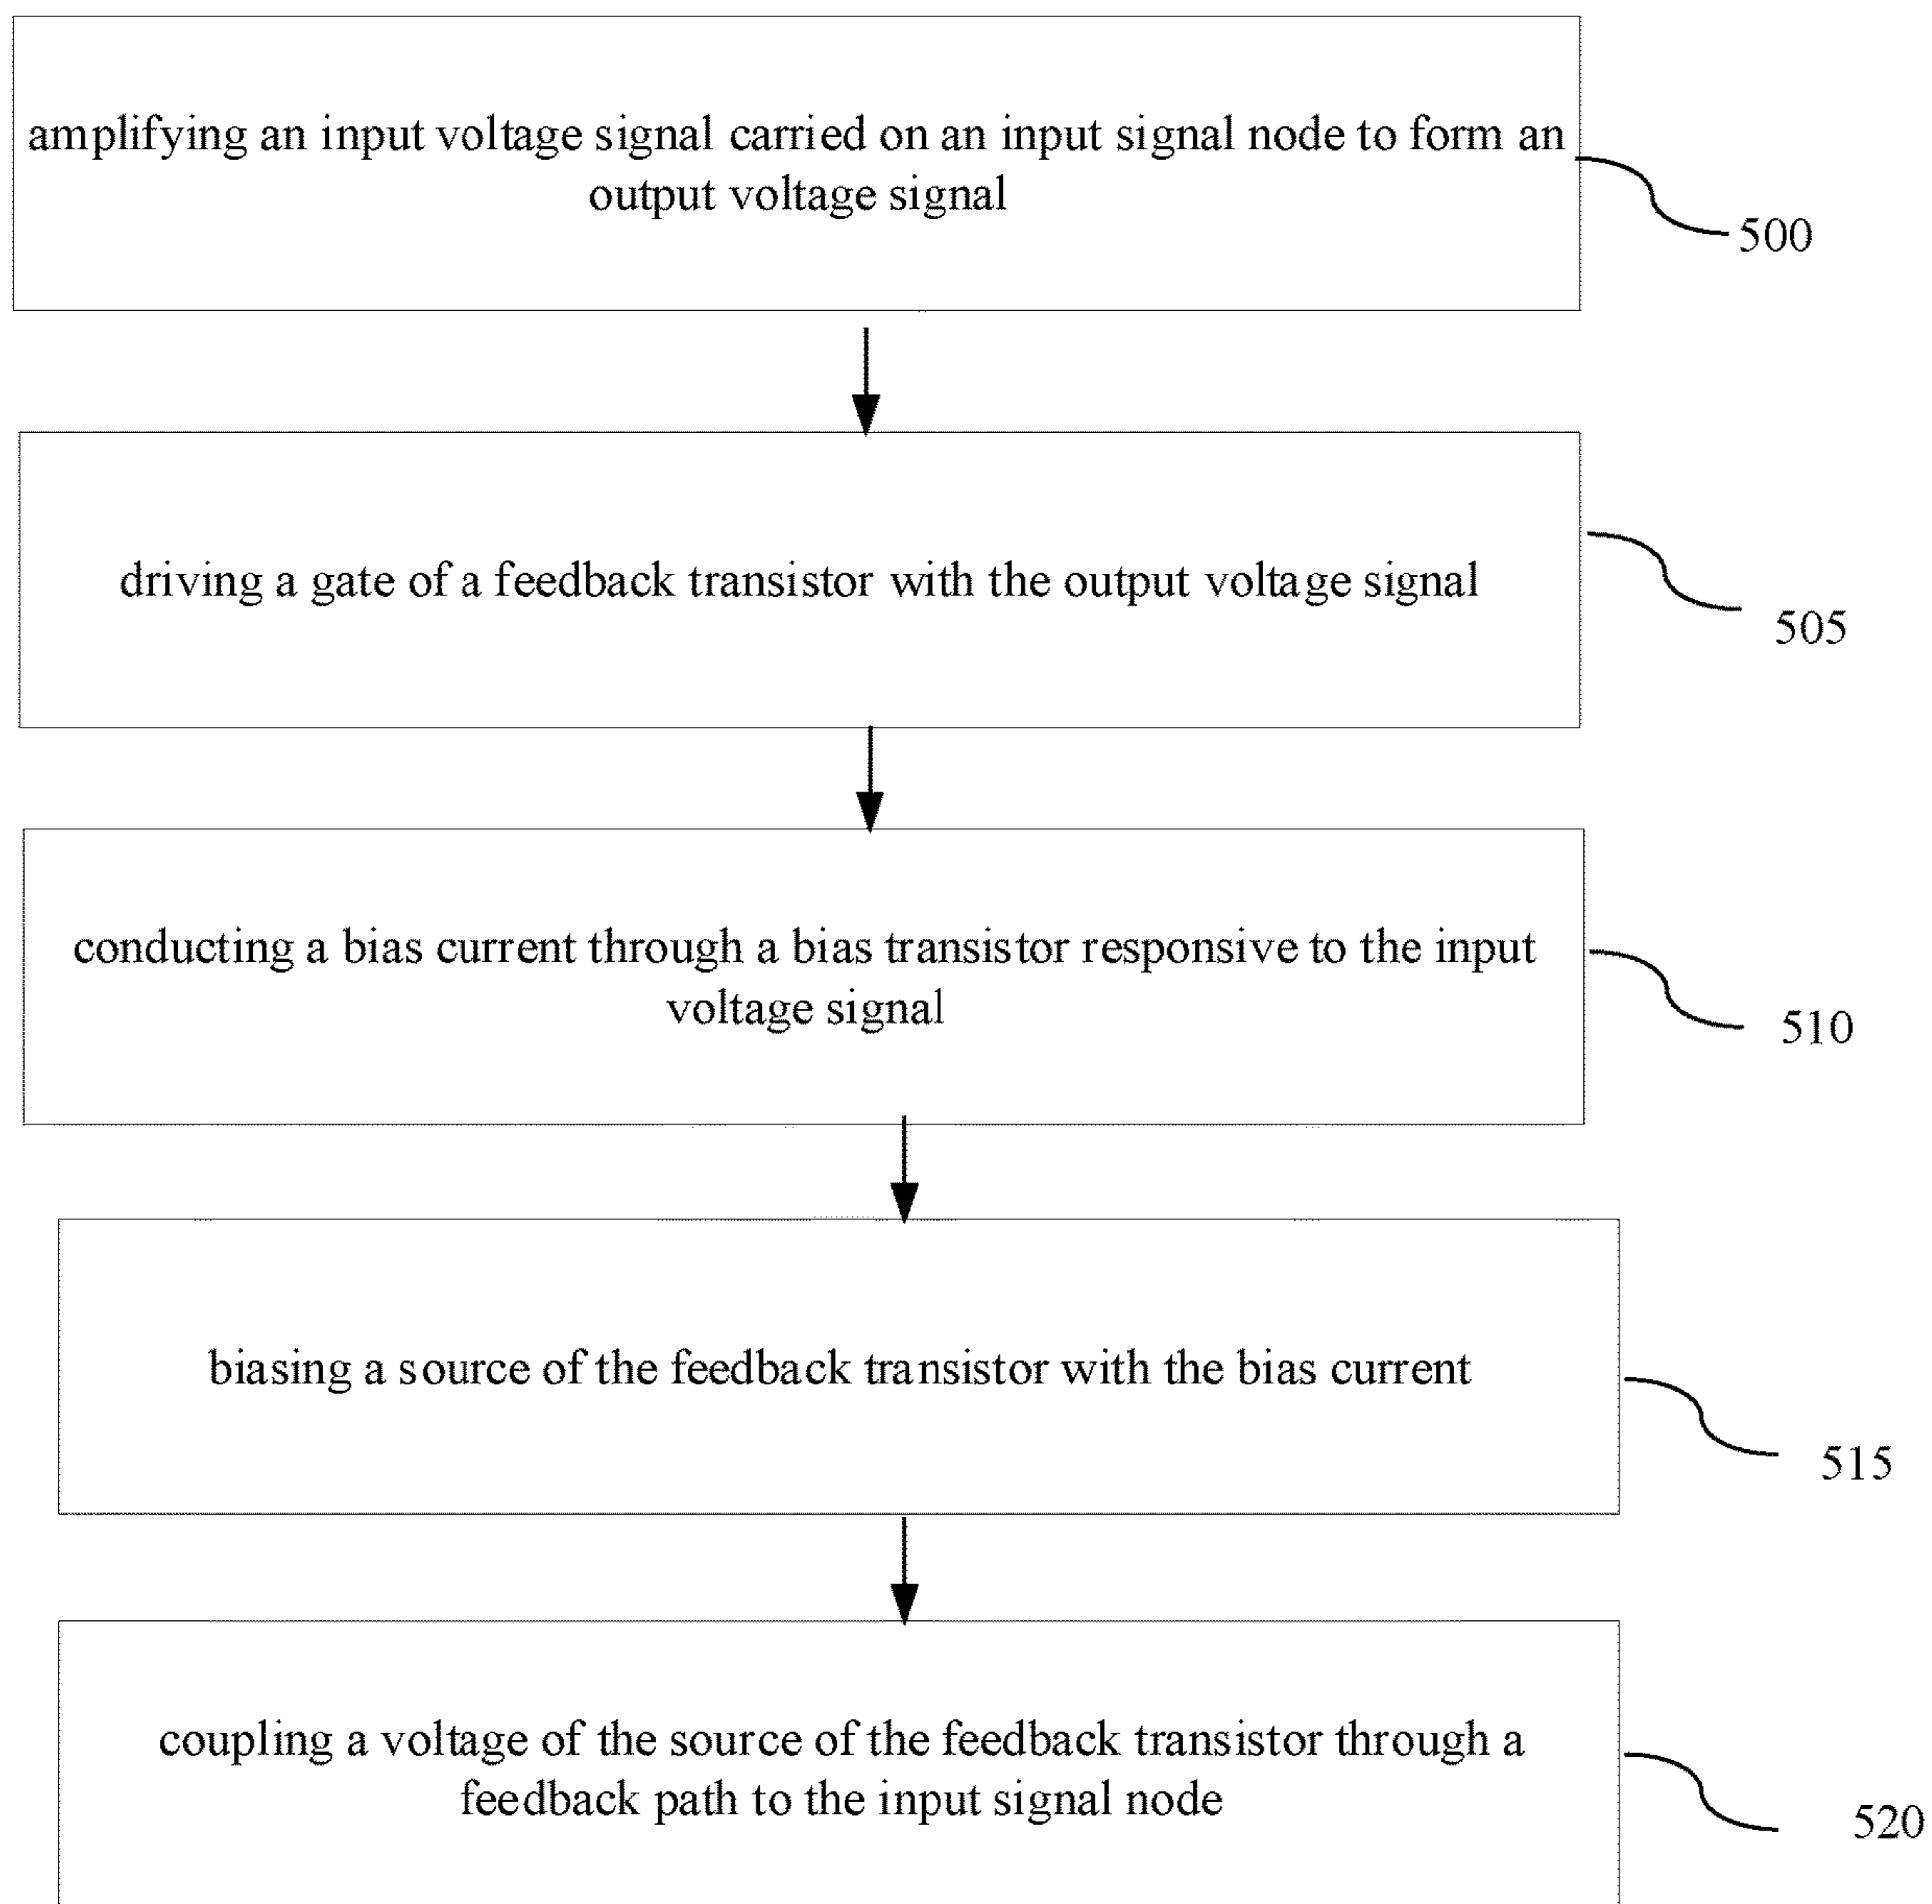 amplifying an input voltage signal carried on an input signal node to form an
output voltage signal
500
driving a gate of a feedback transistor with the output voltage signal
505
conducting a bias current through a bias transistor responsive to the input
voltage signal
510
biasing a source of the feedback transistor with the bias current
515
coupling a voltage of the source of the feedback transistor through a
feedback path to the input signal node
520